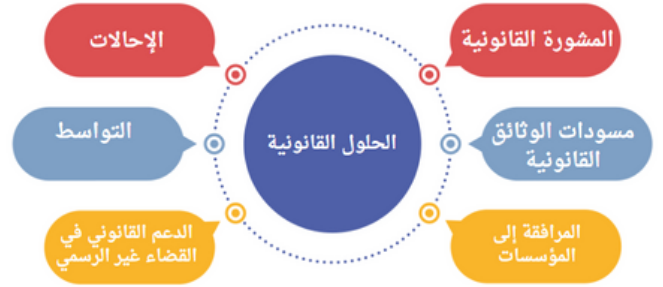 المشورة القانونية
الإحالات
مسودات الوثائق
القانونية
الحلول القانونية
التواسط
المرافقة إلى
المؤسسات
الدعم القانوني في
القضاء غير الرسمي